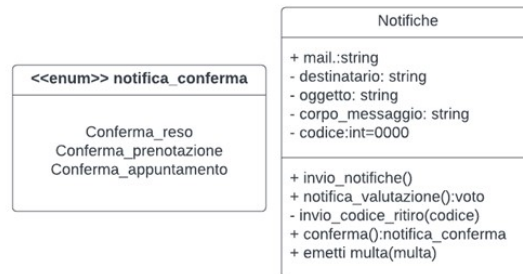 <<enum>> notifica_conferma
Conferma_reso
Conferma_prenotazione
Conferma_appuntamento
Notifiche
+ mail.:string
- destinatario: string
- oggetto: string
- corpo_messaggio: string
- codice:int=0000
+ invio_notifiche()
+ notifica_valutazione():voto
- invio_codice_ritiro(codice)
+ conferma():notifica_conferma
+ emetti multa(multa)